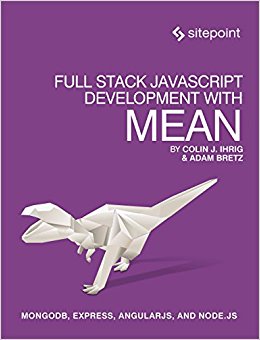 sitepoint
FULL STACK JAVASCRIPT
DEVELOPMENT WITH
MEAN
BY COLIN J. IHRIG
& ADAM BRETZ
MONGODB, EXPRESS, ANGULARJS, AND NODE.JS